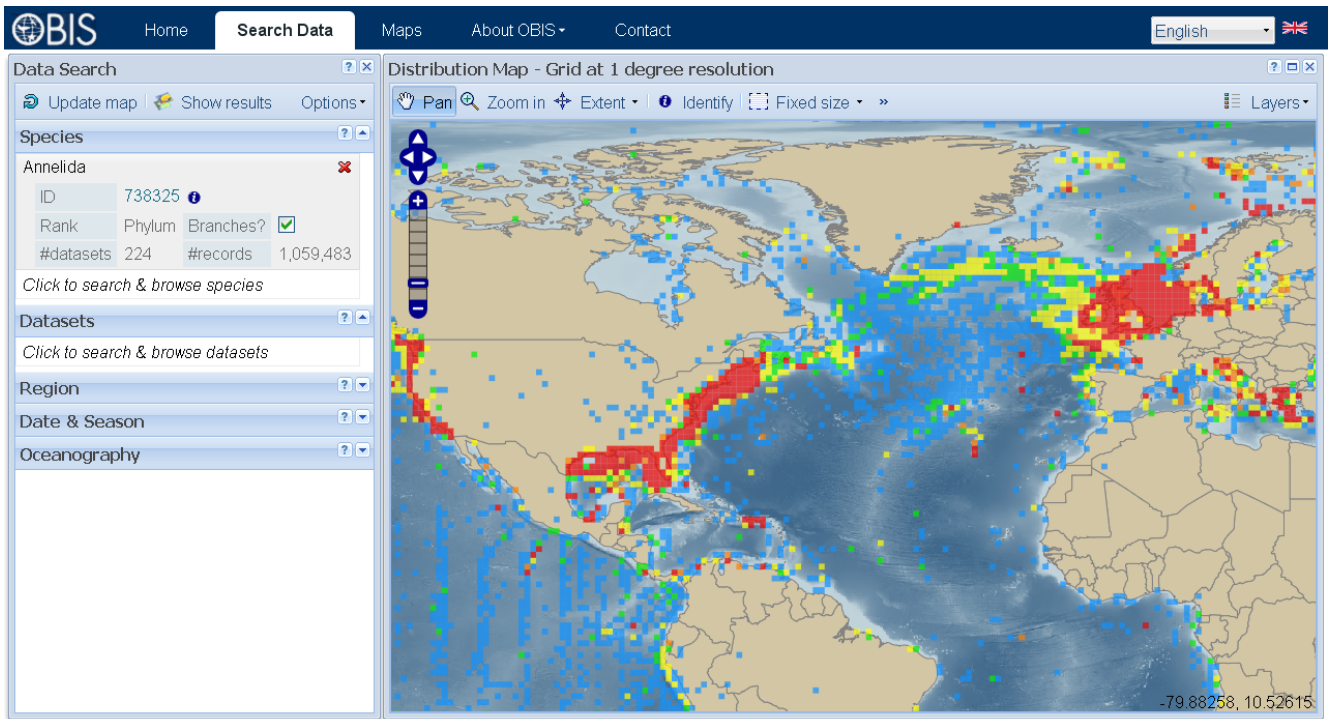 OBIS Home Search Data Maps About OBIS Contact English
Data Search ? x
Update map Show results Options
Species ?
Annelida
ID 738325 i
Rank Phylum Branches?
#datasets 224 #records 1,059,483
Click to search & browse species
Datasets ?
Click to search & browse datasets
Region ?
Date & Season ?
Oceanography ?
Distribution Map - Grid at 1 degree resolution ? x
Pan Zoom in Extent i Identify Fixed size » Layers
-79.88258, 10.52615